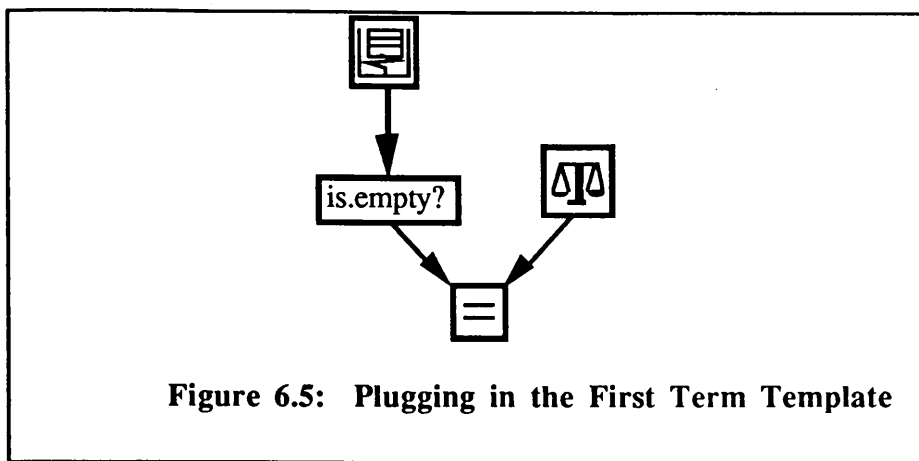 is.empty?
=
Figure 6.5: Plugging in the First Term Template